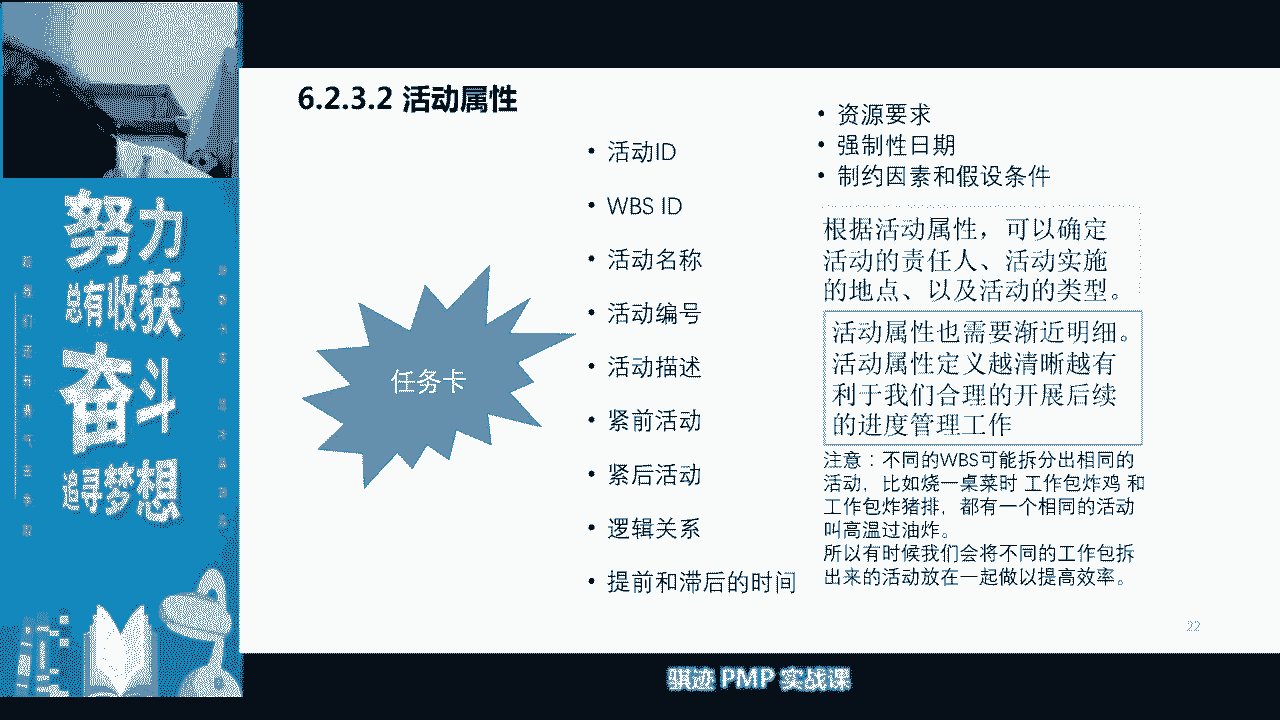 6.2.3.2 活动属性
努力
总有收获
奋斗
追寻梦想
任务卡
• 活动ID
• WBS ID
• 活动名称
• 活动编号
• 活动描述
• 紧前活动
• 紧后活动
• 逻辑关系
• 提前和滞后的时间
• 资源要求
• 强制性日期
• 制约因素和假设条件
根据活动属性，可以确定
活动的责任人、活动实施
的地点、以及活动的类型。
活动属性也需要渐近明细。
活动属性定义越清晰越有
利于我们合理的开展后续
的进度管理工作
注意：不同的WBS可能拆分出相同的
活动，比如烧一桌菜时 工作包炸鸡 和
工作包炸猪排，都有一个相同的活动
叫高温过油炸。
所以有时候我们会将不同的工作包拆
出来的活动放在一起做以提高效率。
22
骐迹 PMP 实战课